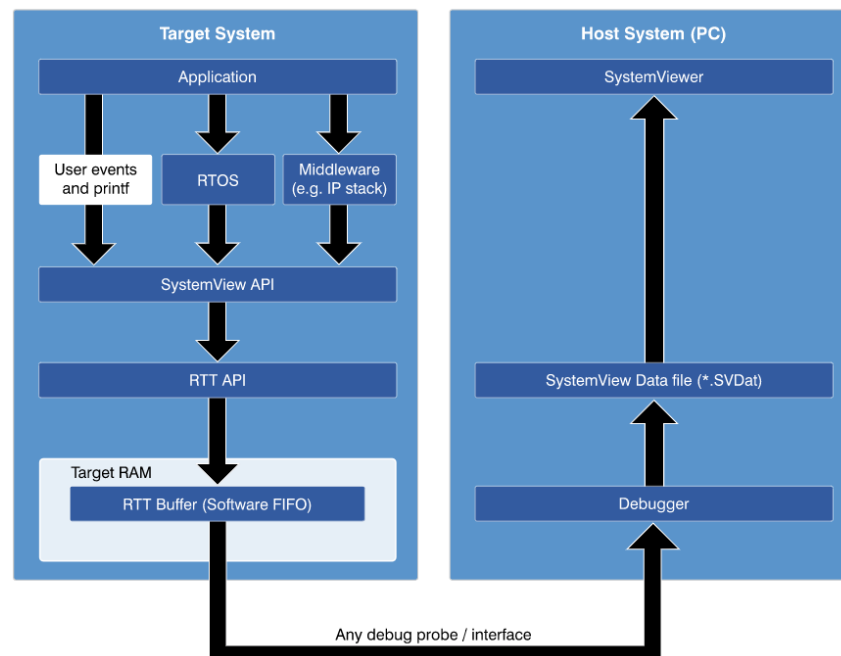 Target System
Application
User events
and printf
RTOS
Middleware
(e.g. IP stack)
SystemView API
RTT API
Target RAM
RTT Buffer (Software FIFO)
Host System (PC)
SystemViewer
SystemView Data file (*.SVDat)
Debugger
Any debug probe / interface